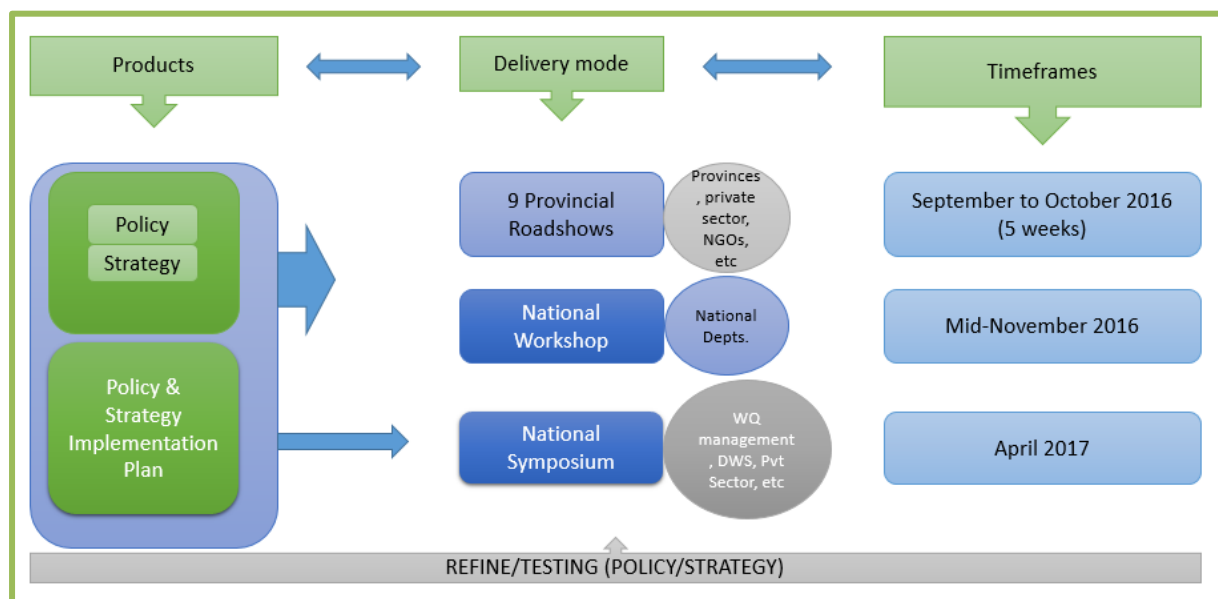 Products
Delivery mode
Timeframes
Policy
Strategy
9 Provincial
Roadshows
Provinces
, private
sector,
NGOs,
etc
September to October 2016
(5 weeks)
National
Workshop
National
Depts.
Mid-November 2016
Policy &
Strategy
Implementation
Plan
National
Symposium
WQ
management
, DWS, Pvt
Sector, etc
April 2017
REFINE/TESTING (POLICY/STRATEGY)